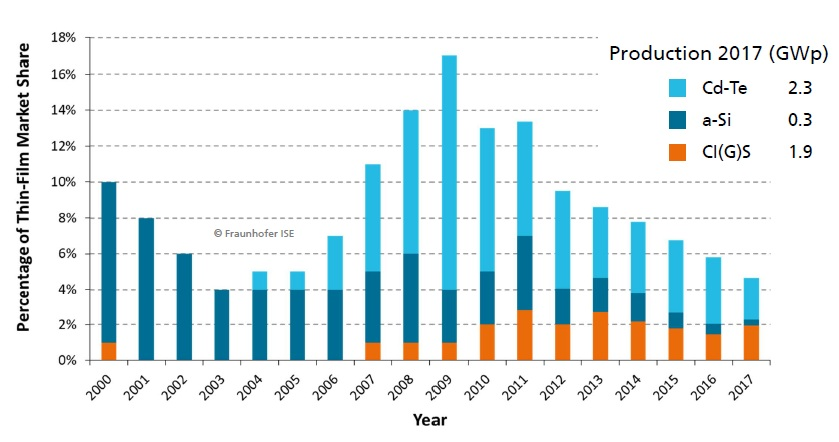 Percentage of Thin-Film Market Share
18%
16%
14%
12%
10%
8%
6%
4%
2%
0%
Production 2017 (GWp)
Cd-Te 2.3
a-Si 0.3
CI(G)S 1.9
© Fraunhofer ISE
2000 2001 2002 2003 2004 2005 2006 2007 2008 2009 2010 2011 2012 2013 2014 2015 2016 2017
Year